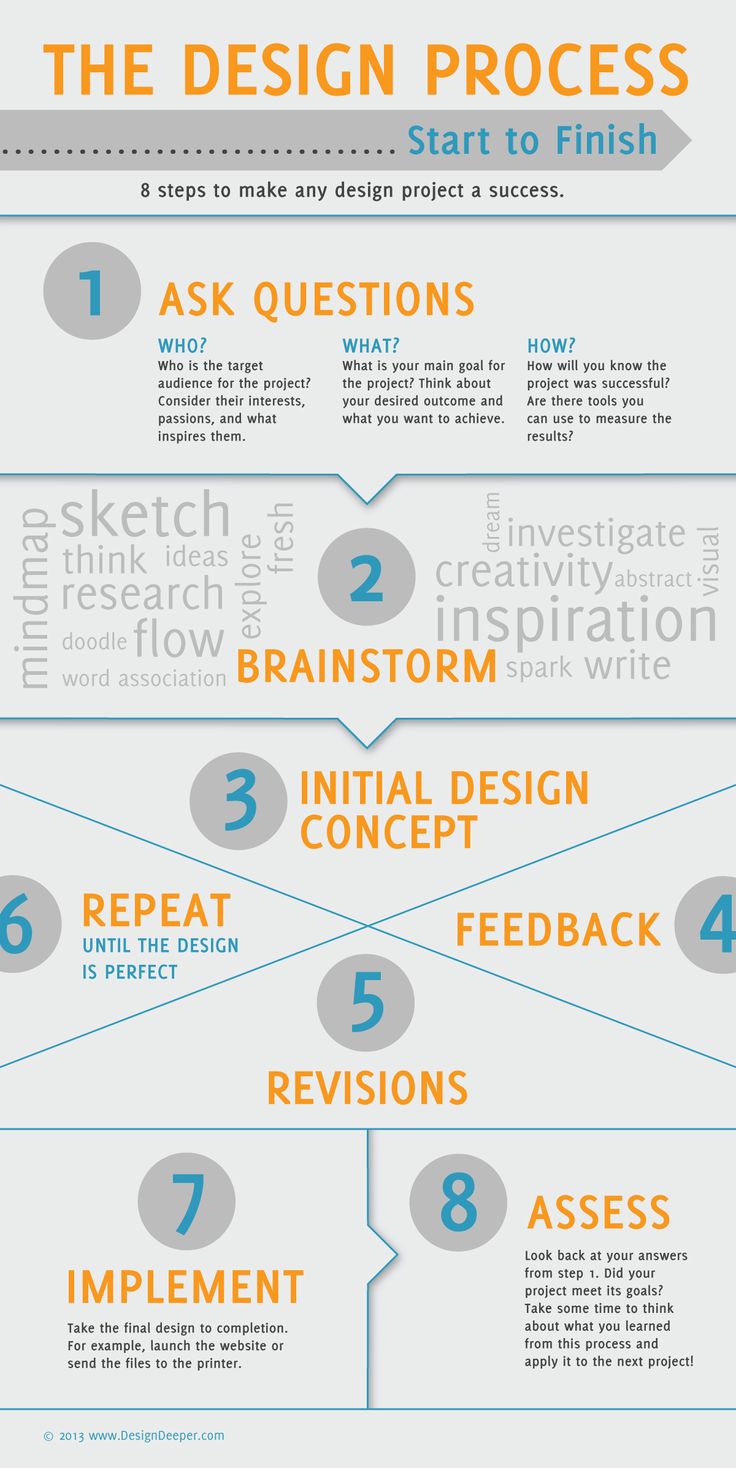 THE DESIGN PROCESS
Start to Finish
8 steps to make any design project a success.
1
ASK QUESTIONS
WHO?
Who is the target
audience for the project?
Consider their interests,
passions, and what
inspires them.
WHAT?
What is your main goal for
the project? Think about
your desired outcome and
what you want to achieve.
HOW?
How will you know the
project was successful?
Are there tools you
can use to measure the
results?
mindmap
sketch
think
ideas
research
doodle
flow
word association
explore
fresh
2
BRAINSTORM
dream
investigate
creativity
abstract
visual
inspiration
spark
write
3
INITIAL DESIGN
CONCEPT
FEEDBACK
4
5
REVISIONS
6
REPEAT
UNTIL THE DESIGN
IS PERFECT
7
IMPLEMENT
Take the final design to completion.
For example, launch the website or
send the files to the printer.
8
ASSESS
Look back at your answers
from step 1. Did your
project meet its goals?
Take some time to think
about what you learned
from this process and
apply it to the next project!
© 2013 www.DesignDeeper.com